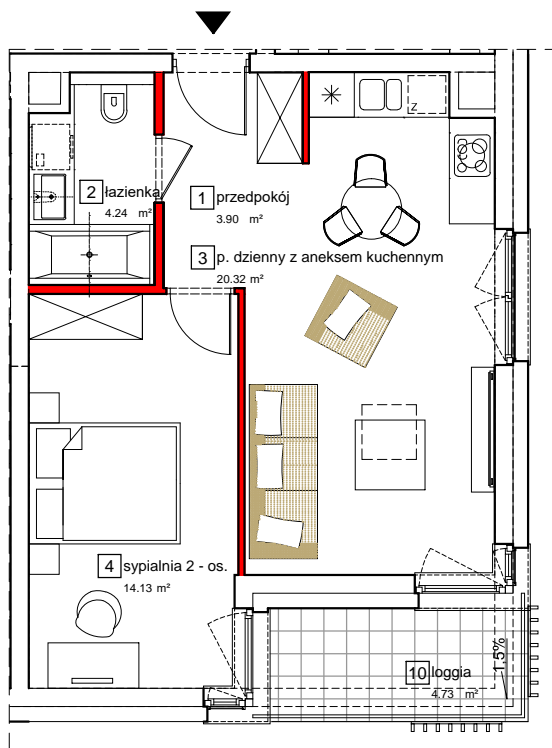 Z
2 łazienka
4.24 m²
1 przedpokój
3.90 m²
3 p. dzienny z aneksem kuchennym
20.32 m²
4 sypialnia 2 - os.
14.13 m²
10 loggia
4.73 m²
1,5%